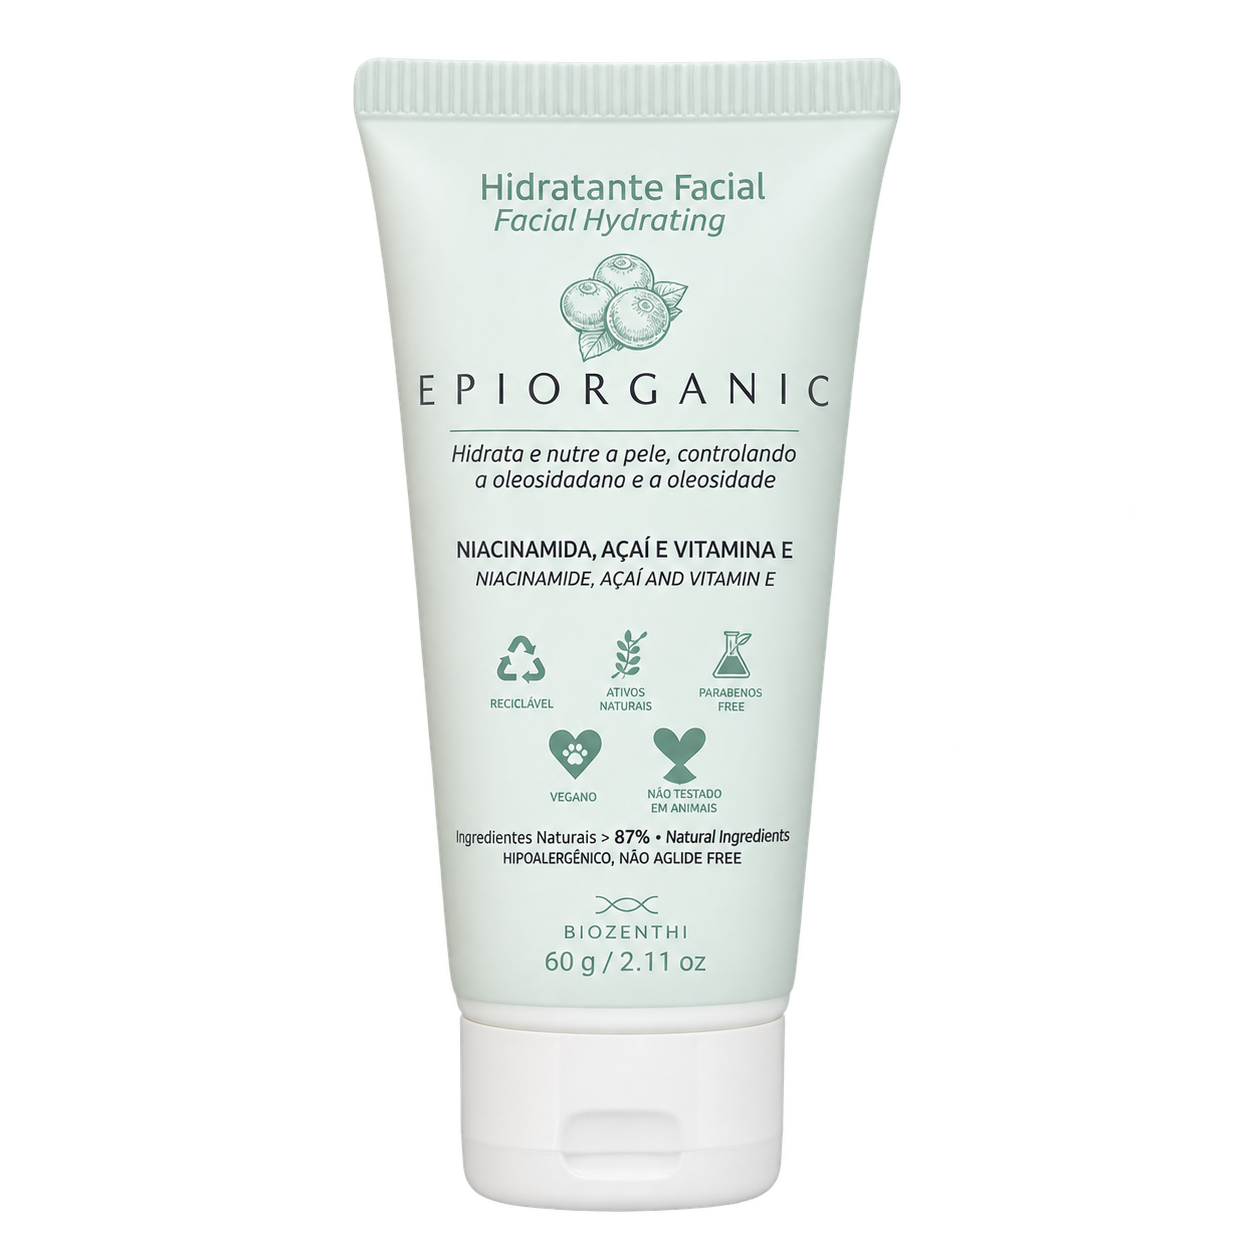 Hidratante Facial
Facial Hydrating
EPIORGANIC
Hidrata e nutre a pele, controlando
a oleosidadano e a oleosidade
NIACINAMIDA, AÇAÍ E VITAMINA E
NIACINAMIDE, AÇAÍ AND VITAMIN E
RECICLÁVEL
ATIVOS
NATURAIS
PARABENOS
FREE
VEGANO
NÃO TESTADO
EM ANIMAIS
Ingredientes Naturais > 87% • Natural Ingredients
HIPOALERGÊNICO, NÃO AGLIDE FREE
BIOZENTHI
60 g / 2.11 oz